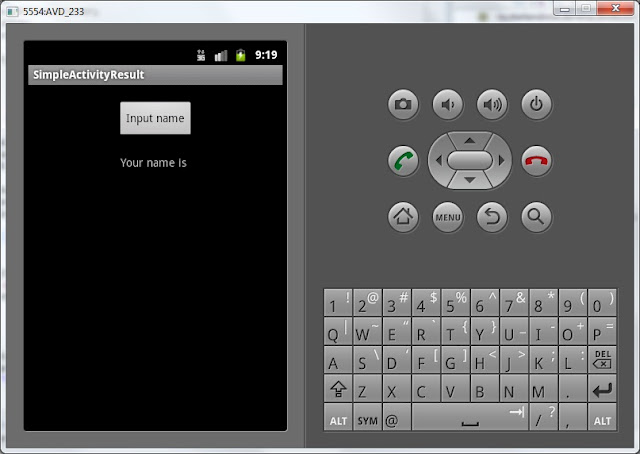 5554:AVD_233
3G 9:19
SimpleActivityResult
Input name
Your name is
MENU
1 ! 2 @ 3 # 4 $ 5 % 6 ^ 7 & 8 * 9 ( 0 )
Q | W ~ E " R ` T { Y } U _ I - O + P =
A S \ D ' F [ G ] H < J > K ; L : DEL
Z X C V B N M .
ALT SYM @ / ? , ALT